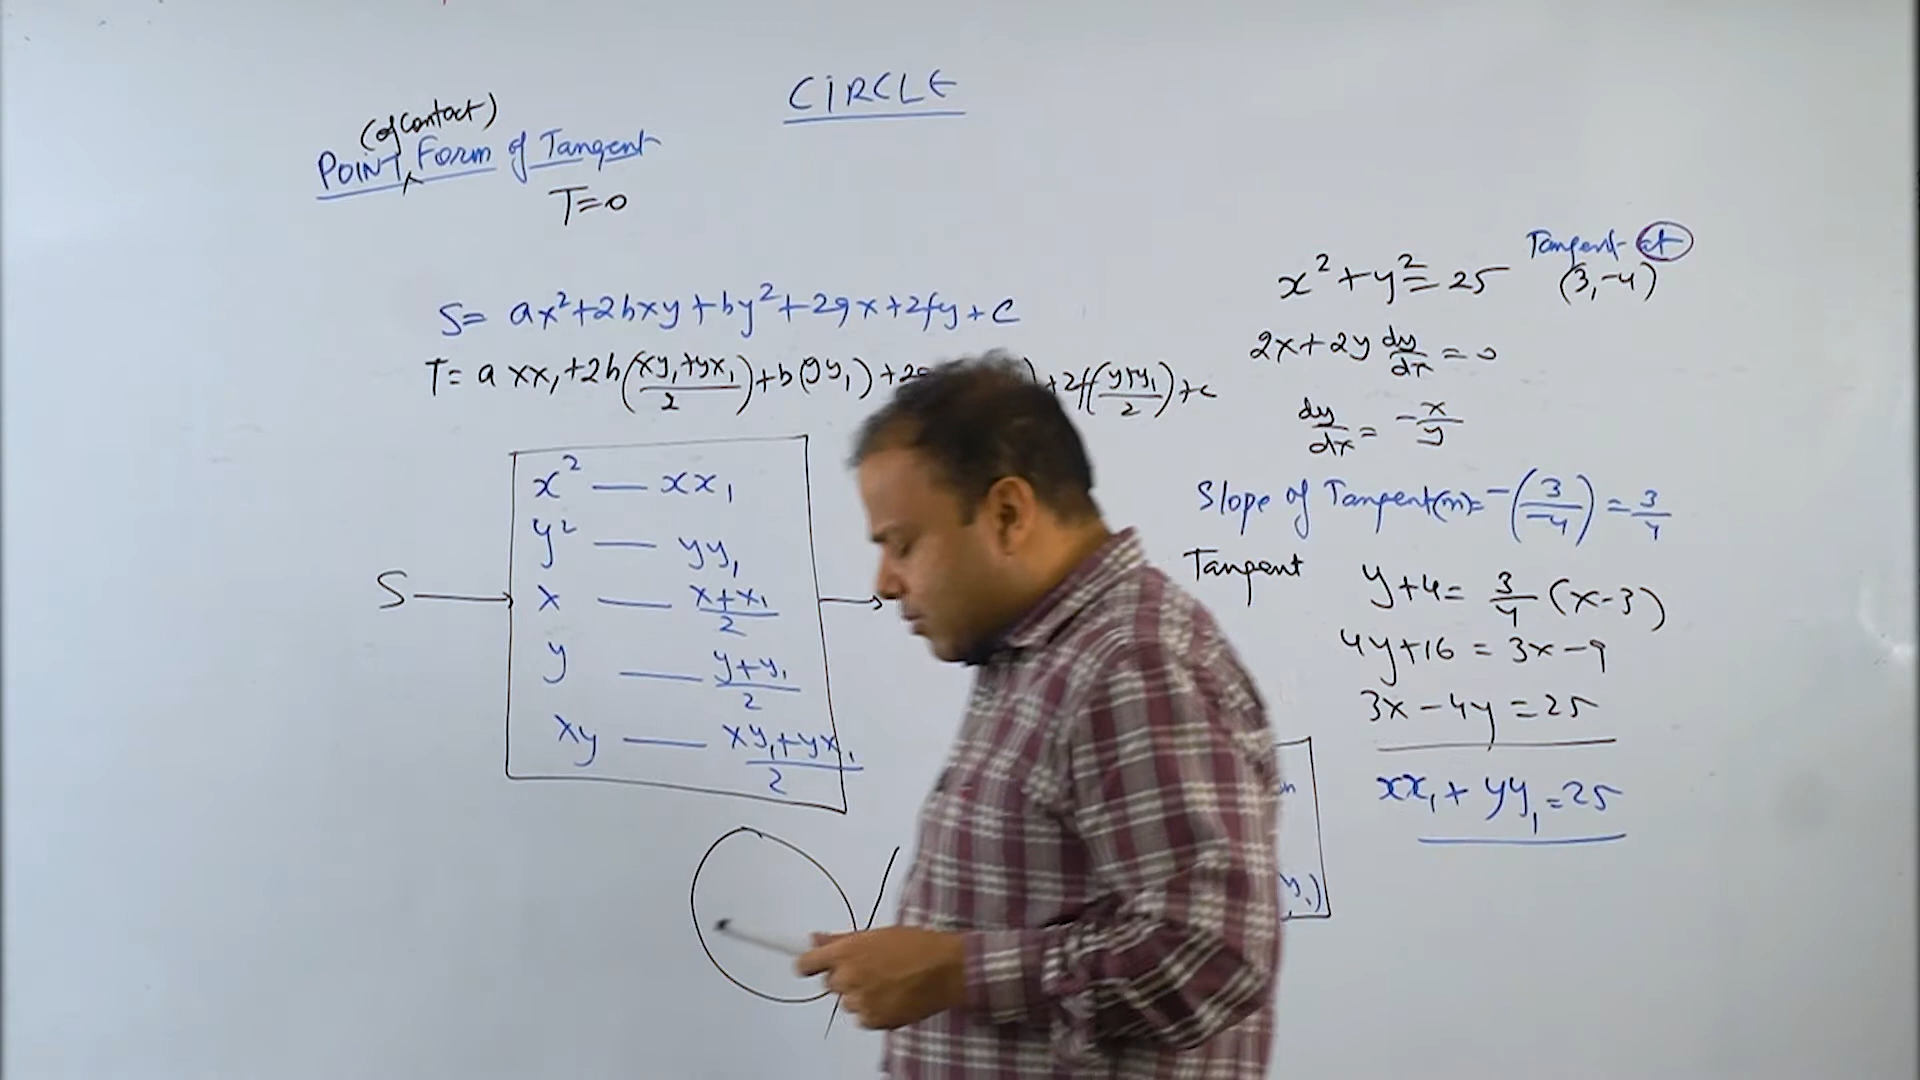 CIRCLE
(of contact)
POINT^ Form of Tangent
T=0
S= ax²+2hxy+by²+2gx+2fy+c
T= a xx₁+2h(xy₁+yx₁/2)+b(yy₁)+2g +2f(y+y₁/2)+c
x² — xx₁
y² — yy₁
S → x — x+x₁/2 →
y — y+y₁/2
xy — xy₁+yx₁/2
Tangent at
x²+y²=25 (3,-4)
2x+2y dy/dx = 0
dy/dx = -x/y
Slope of Tangent(m)= -(3/-4) = 3/4
Tangent y+4= 3/4 (x-3)
4y+16 = 3x-9
3x-4y=25
xx₁+yy₁=25
y₁)